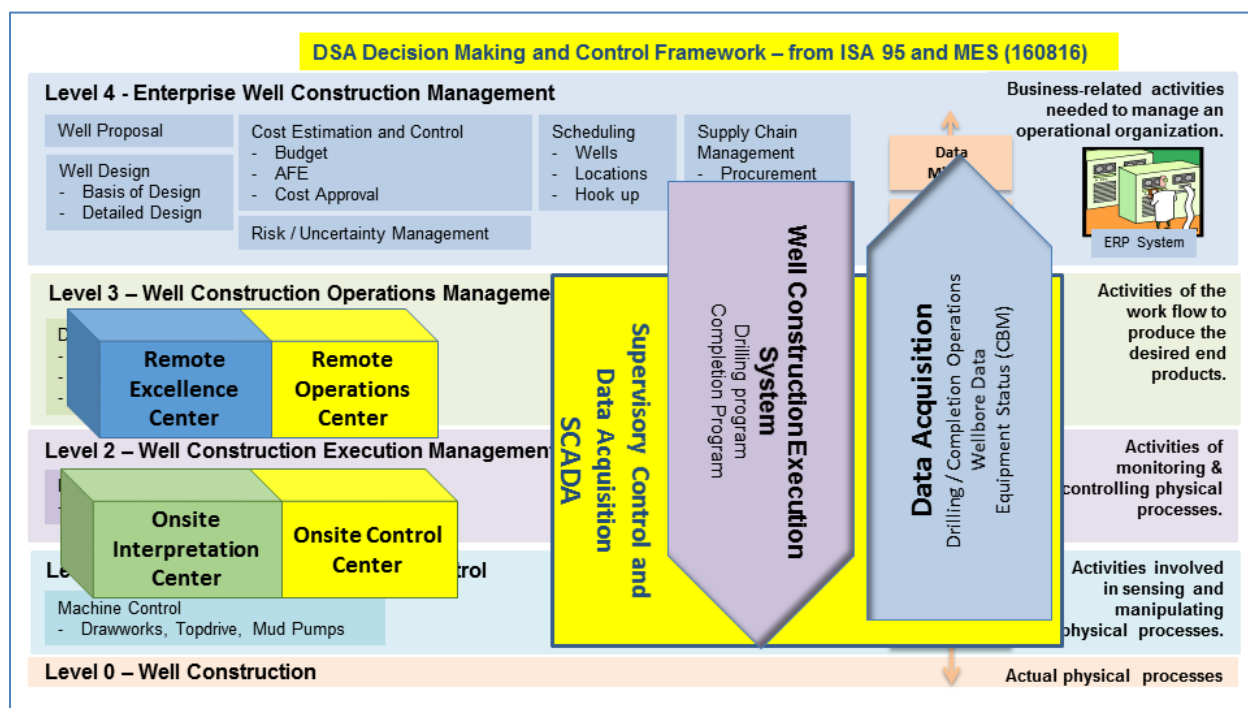 DSA Decision Making and Control Framework – from ISA 95 and MES (160816)
Level 4 - Enterprise Well Construction Management
Well Proposal
Well Design
- Basis of Design
- Detailed Design
Cost Estimation and Control
- Budget
- AFE
- Cost Approval
Risk / Uncertainty Management
Scheduling
- Wells
- Locations
- Hook up
Supply Chain
Management
- Procurement
Data
Business-related activities
needed to manage an
operational organization.
ERP System
Level 3 – Well Construction Operations Manageme
Remote
Excellence
Center
Remote
Operations
Center
Activities of the
work flow to
produce the
desired end
products.
Level 2 – Well Construction Execution Management
Onsite
Interpretation
Center
Onsite Control
Center
Activities of
monitoring &
controlling physical
processes.
Machine Control
- Drawworks, Topdrive, Mud Pumps
Activities involved
in sensing and
manipulating
physical processes.
Level 0 – Well Construction
Actual physical processes
Supervisory Control and
Data Acquisition
SCADA
Well Construction Execution
System
Drilling program
Completion Program
Data Acquisition
Drilling / Completion Operations
Wellbore Data
Equipment Status (CBM)